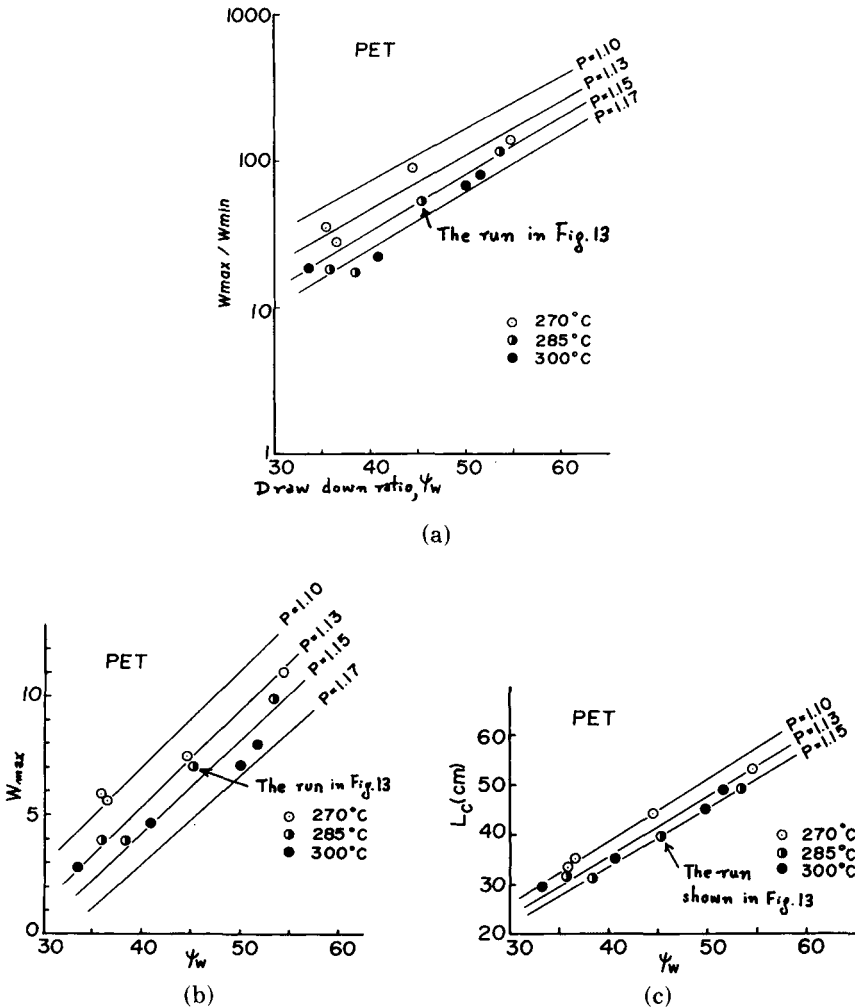 1000
PET
P=1.10
P=1.13
P=1.15
P=1.17
100
Wmax / Wmin
The run in Fig.13
10
270°C
285°C
300°C
1
30 40 50 60
Draw down ratio, Ψw
(a)
P=1.10
P=1.13
P=1.15
P=1.17
PET
10
Wmax
The run in Fig.13
5
270°C
285°C
300°C
0
30 40 50 60
Ψw
(b)
PET
P=1.10
P=1.13
P=1.15
60
Lc(cm)
50
40
270°C
285°C
300°C
30
The run
shown in Fig.13
20
30 40 50 60
Ψw
(c)